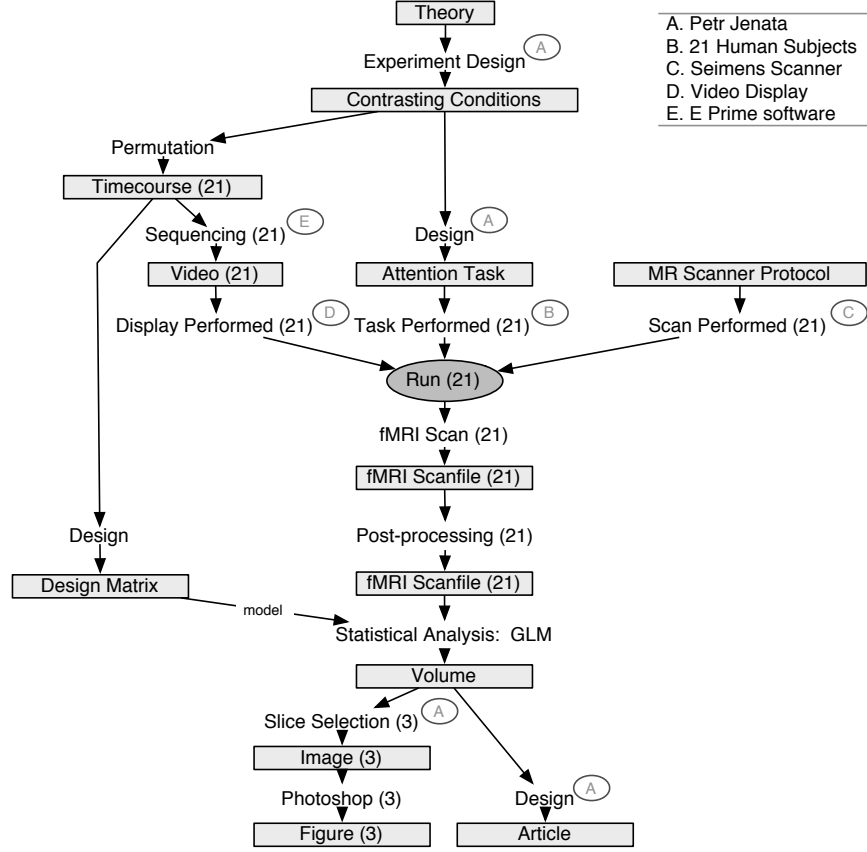 Theory
A. Petr Jenata
B. 21 Human Subjects
C. Seimens Scanner
D. Video Display
E. E Prime software
A
Experiment Design
Contrasting Conditions
Permutation
Timecourse (21)
E
A
Sequencing (21)
Design
Video (21)
Attention Task
MR Scanner Protocol
D
B
C
Display Performed (21)
Task Performed (21)
Scan Performed (21)
Run (21)
fMRI Scan (21)
fMRI Scanfile (21)
Design
Post-processing (21)
Design Matrix
fMRI Scanfile (21)
model
Statistical Analysis: GLM
Volume
A
Slice Selection (3)
Image (3)
A
Photoshop (3)
Design
Figure (3)
Article